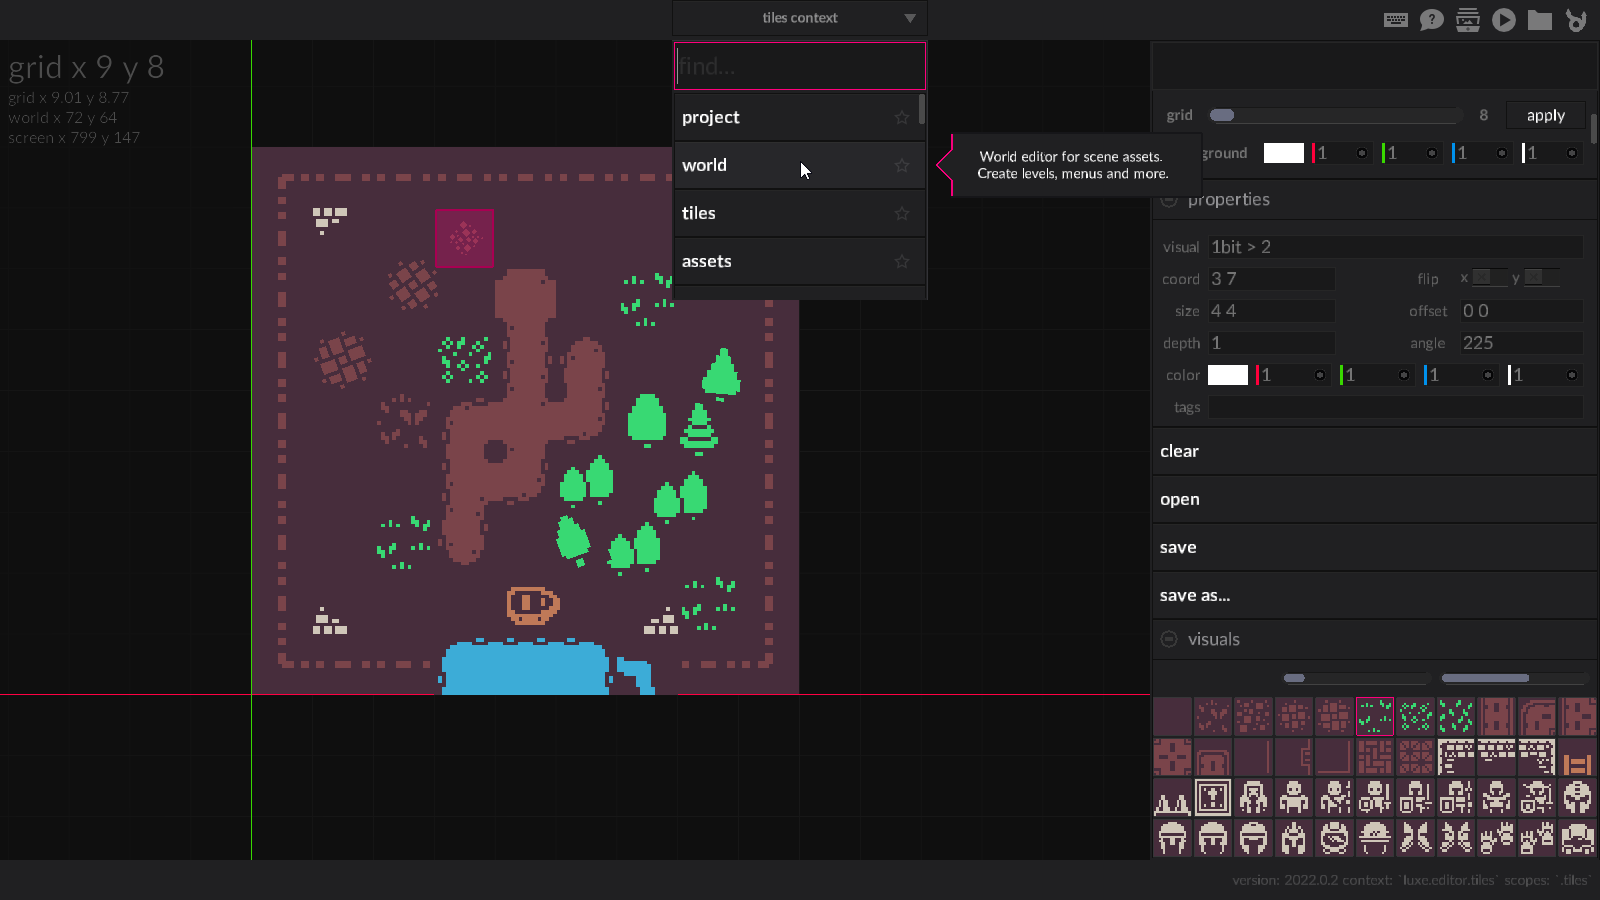 tiles context
grid x 9 y 8
grid x 9.01 y 8.77
world x 72 y 64
screen x 799 y 147
find...
project
world
tiles
assets
World editor for scene assets.
Create levels, menus and more.
grid 8 apply
ground 1 1 1 1
properties
visual 1bit > 2
coord 3 7 flip x y
size 4 4 offset 0 0
depth 1 angle 225
color 1 1 1 1
tags
clear
open
save
save as...
visuals
version: 2022.0.2 context: `luxe.editor.tiles` scopes: `.tiles`